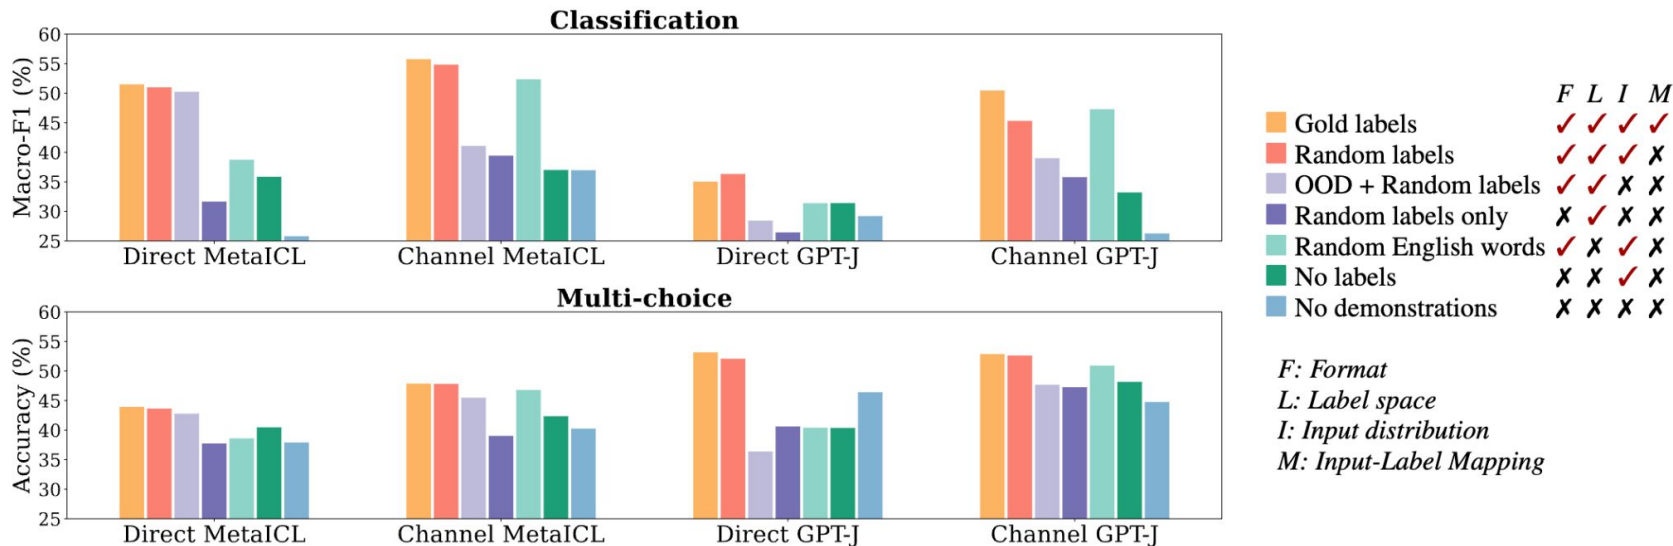 Classification
Macro-F1 (%)
60
55
50
45
40
35
30
25
Direct MetaICL
Channel MetaICL
Direct GPT-J
Channel GPT-J
Multi-choice
Accuracy (%)
60
55
50
45
40
35
30
25
Direct MetaICL
Channel MetaICL
Direct GPT-J
Channel GPT-J
F L I M
Gold labels ✓ ✓ ✓ ✓
Random labels ✓ ✓ ✓ ✗
OOD + Random labels ✓ ✓ ✗ ✗
Random labels only ✗ ✓ ✗ ✗
Random English words ✓ ✗ ✓ ✗
No labels ✗ ✗ ✓ ✗
No demonstrations ✗ ✗ ✗ ✗
F: Format
L: Label space
I: Input distribution
M: Input-Label Mapping